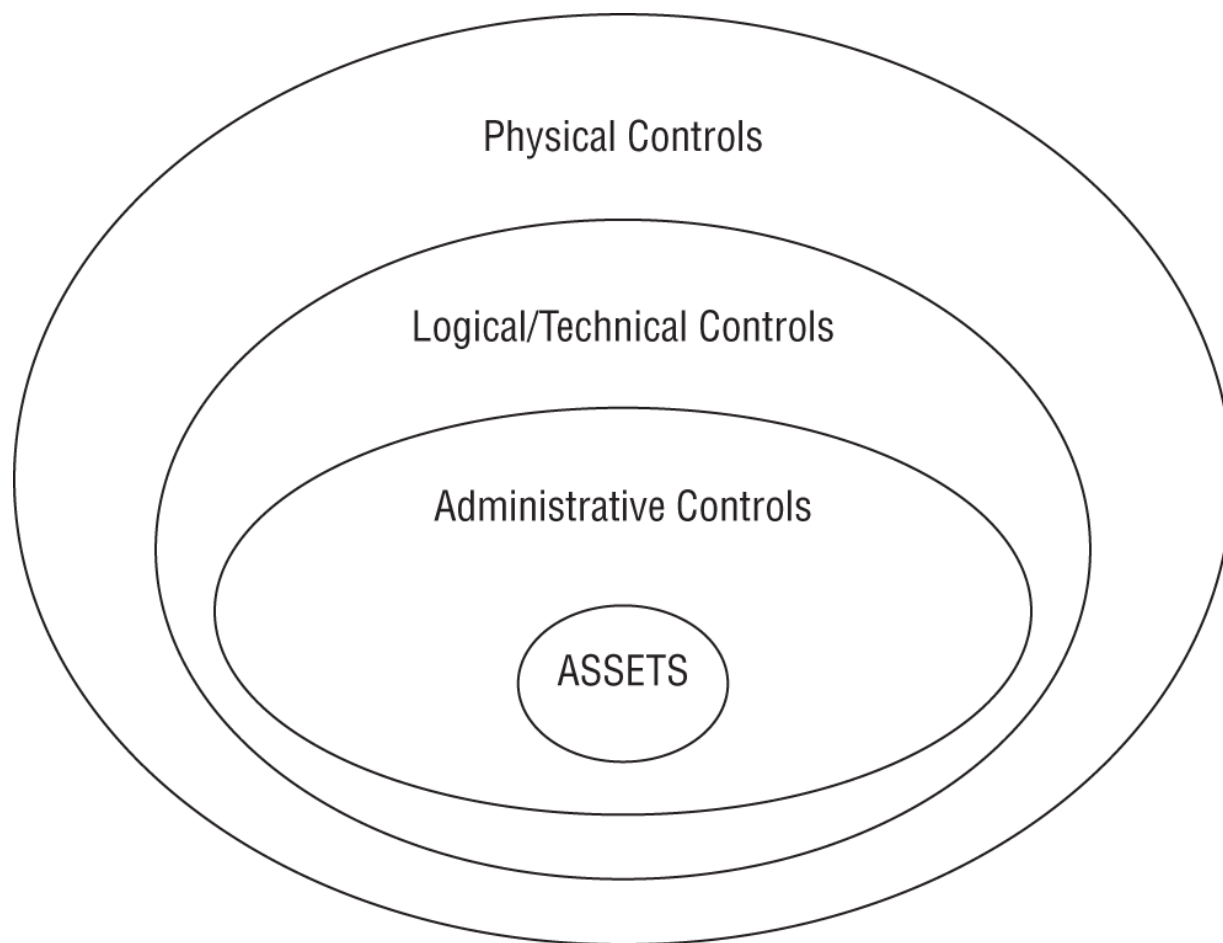 Physical Controls
Logical/Technical Controls
Administrative Controls
ASSETS